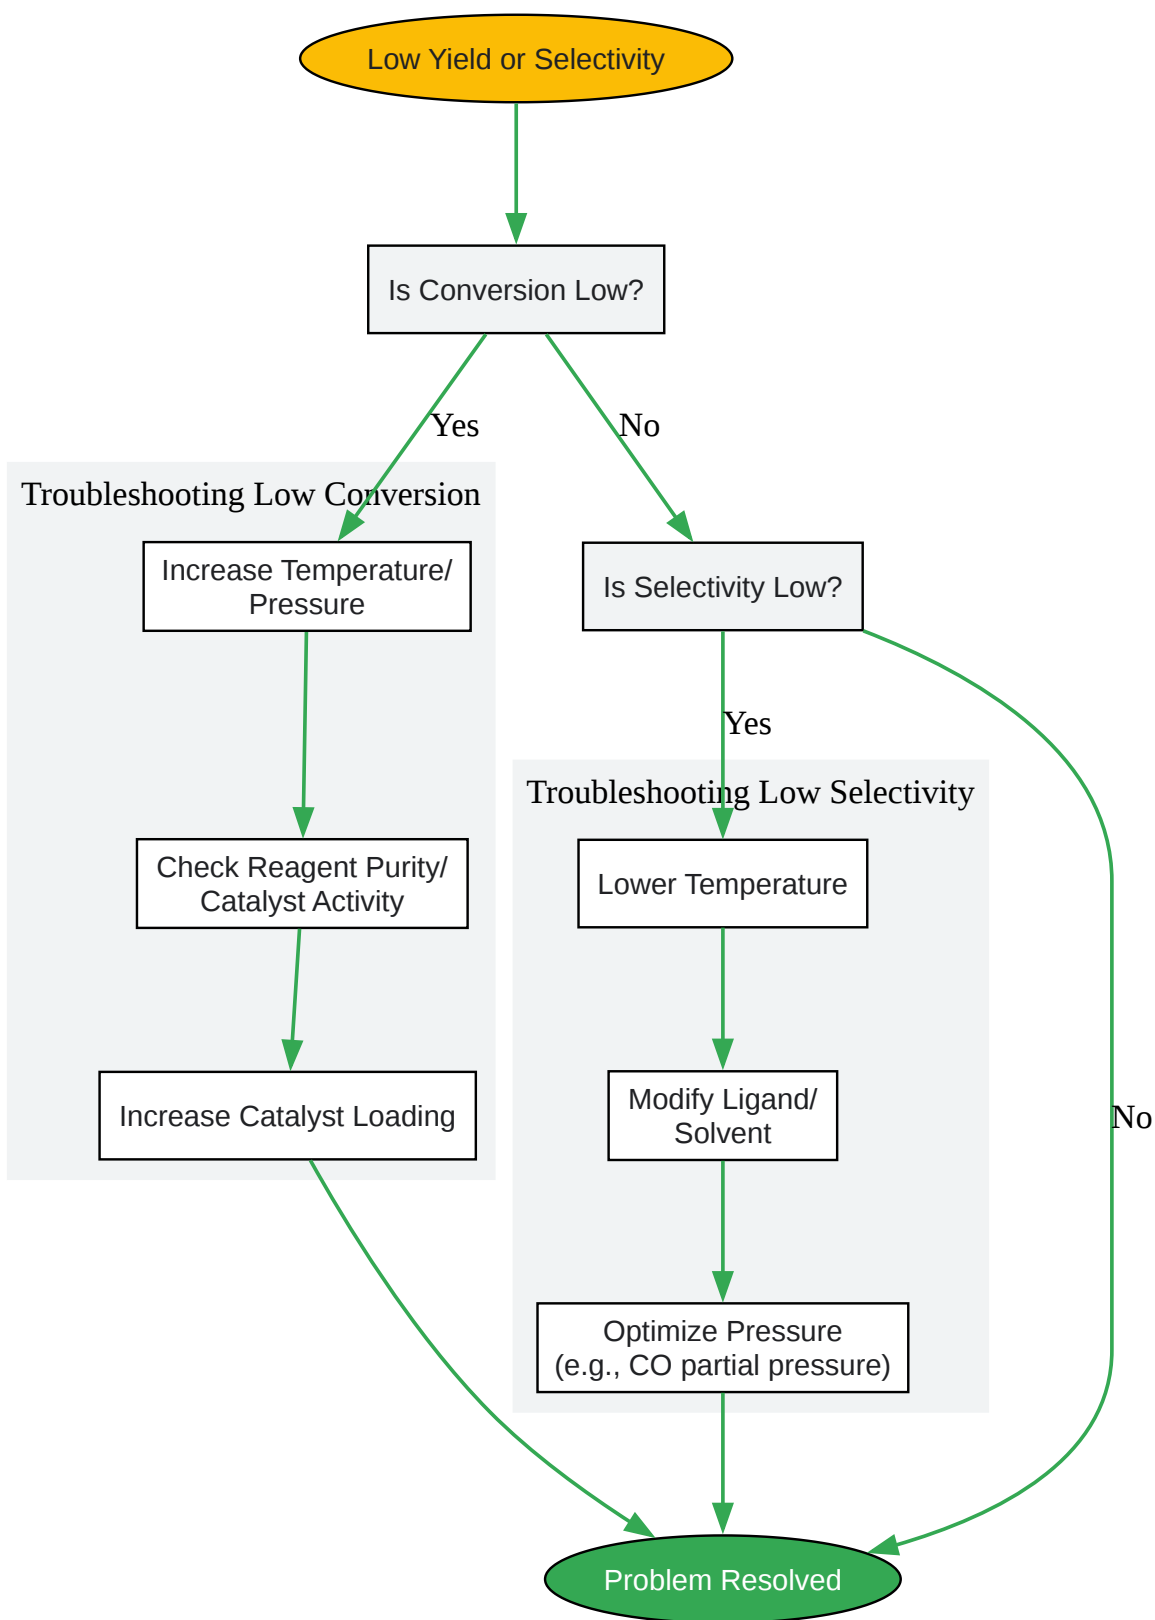 Low Yield or Selectivity
Is Conversion Low?
Yes
No
Troubleshooting Low Conversion
Increase Temperature/
Pressure
Is Selectivity Low?
Yes
Troubleshooting Low Selectivity
Check Reagent Purity/
Catalyst Activity
Lower Temperature
Increase Catalyst Loading
Modify Ligand/
Solvent
No
Optimize Pressure
(e.g., CO partial pressure)
Problem Resolved